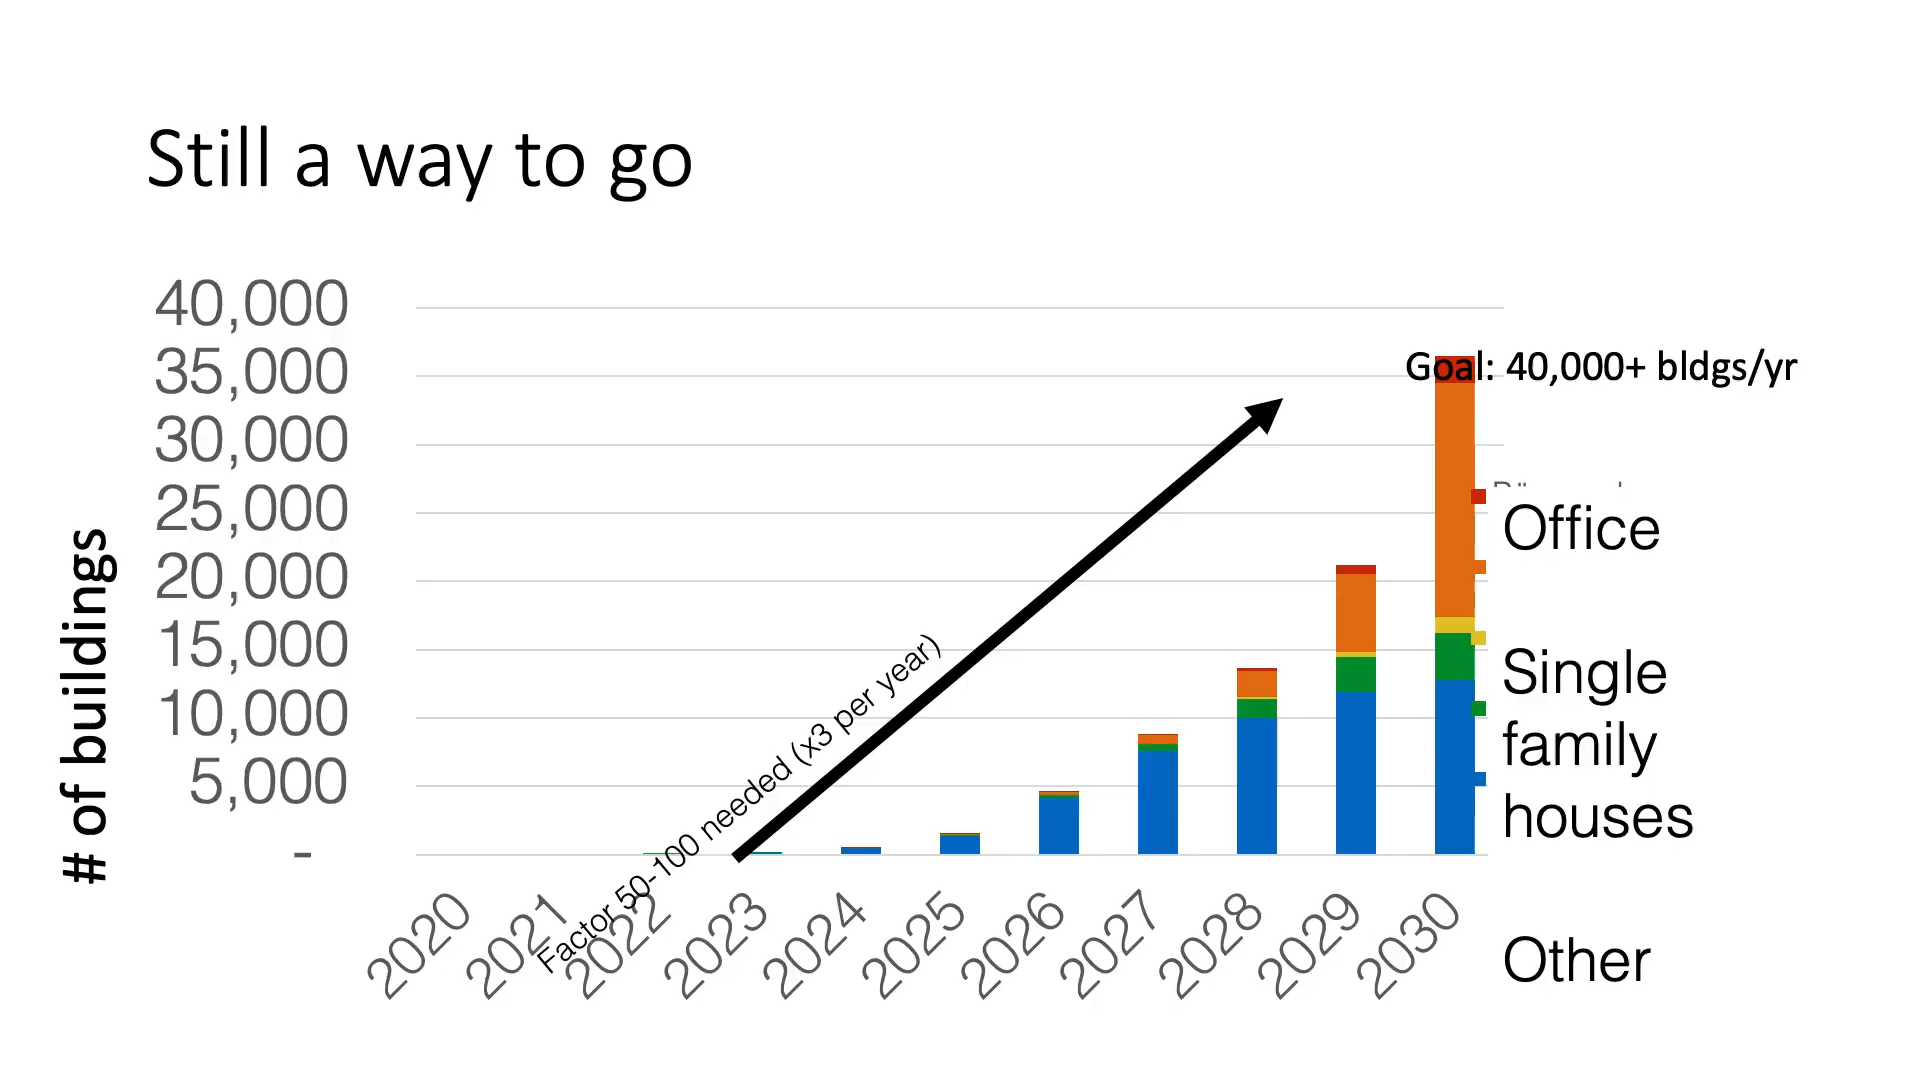 Still a way to go
40,000
35,000
30,000
25,000
20,000
15,000
10,000
5,000
-
# of buildings
Factor 50-100 needed (x3 per year)
Goal: 40,000+ bldgs/yr
Office
Single
family
houses
Other
2020
2021
2022
2023
2024
2025
2026
2027
2028
2029
2030